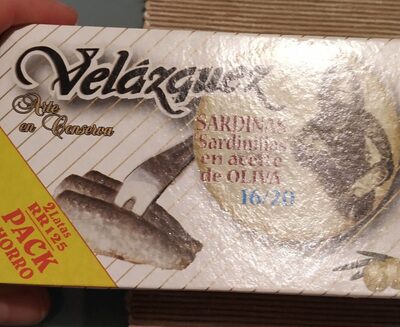 Velázquez
Arte
en Conserva
SARDINAS
Sardinillas
en aceite
de OLIVA
16/20
2 Latas
RR125
PACK
AHORRO